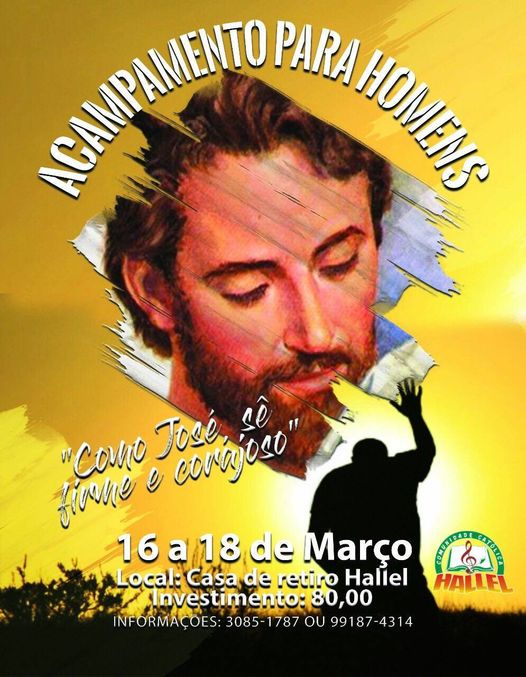 ACAMPAMENTO PARA HOMENS
"Como José, sê
firme e corajoso"
16 a 18 de Março
Local: Casa de retiro Hallel
Investimento: 80,00
INFORMAÇÕES: 3085-1787 OU 99187-4314
COMUNIDADE CATÓLICA
HALLEL